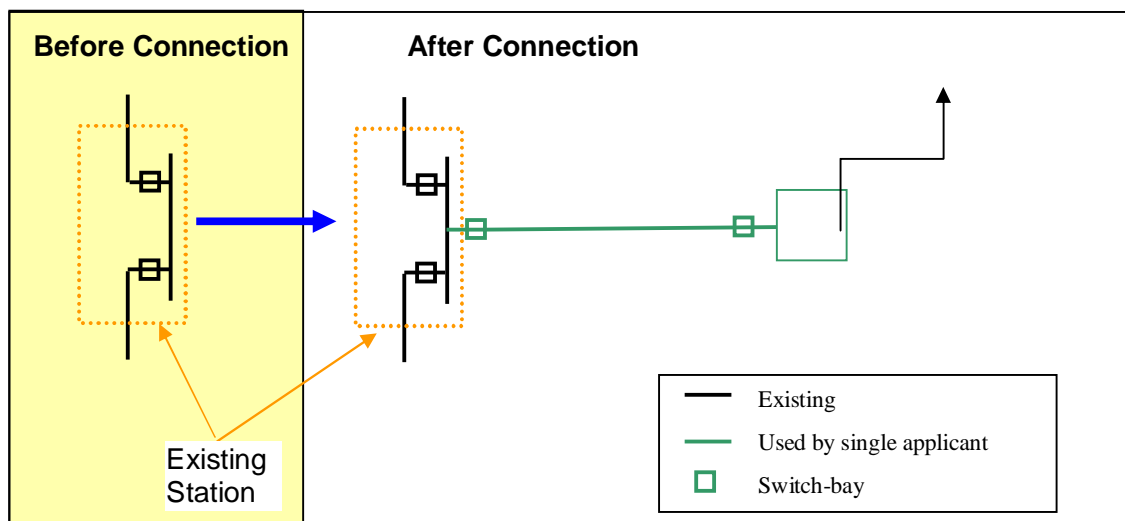 Before Connection
After Connection
Existing
Station
Existing
Used by single applicant
Switch-bay